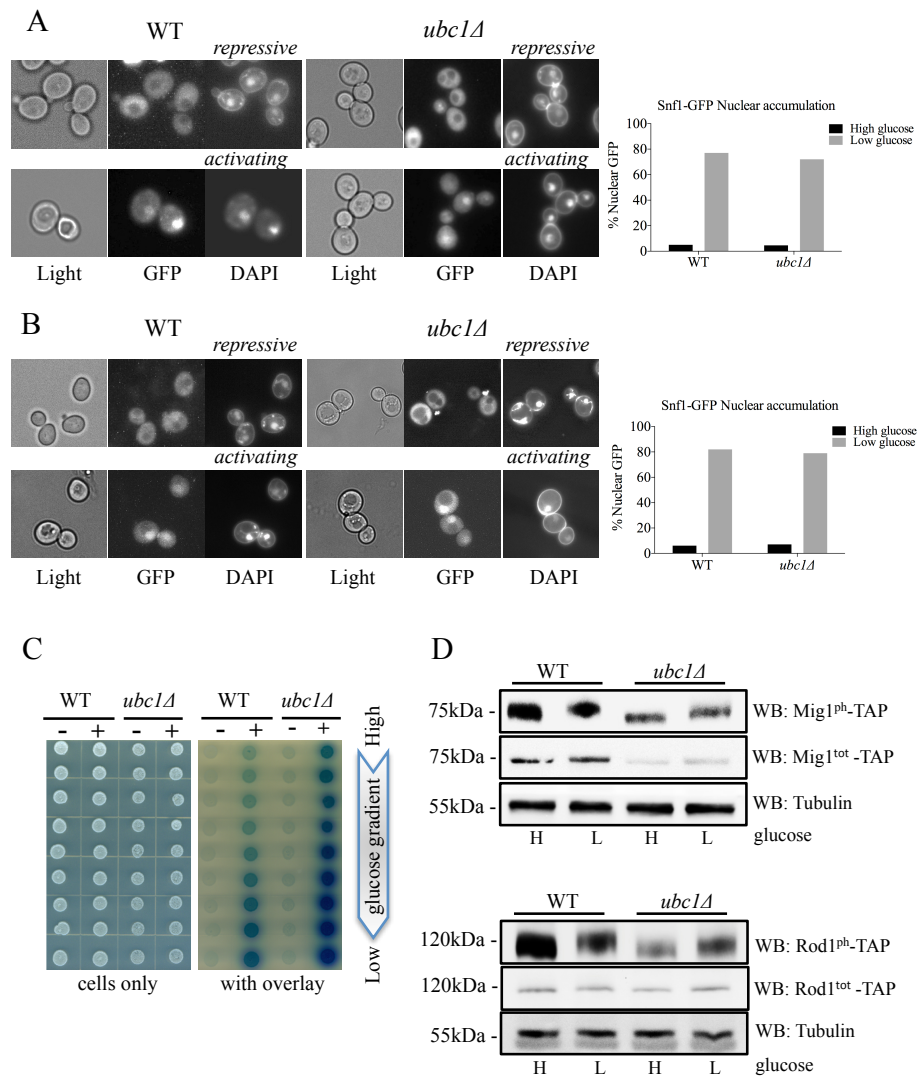 A
WT
ubc1Δ
repressive
repressive
activating
activating
Light GFP DAPI Light GFP DAPI
Snf1-GFP Nuclear accumulation
High glucose
Low glucose
% Nuclear GFP
100
80
60
40
20
0
WT ubc1Δ
B
WT
ubc1Δ
repressive
repressive
activating
activating
Light GFP DAPI Light GFP DAPI
Snf1-GFP Nuclear accumulation
High glucose
Low glucose
% Nuclear GFP
100
80
60
40
20
0
WT ubc1Δ
C
WT ubc1Δ WT ubc1Δ
- + - + - + - +
High
glucose gradient
Low
cells only with overlay
D
WT ubc1Δ
75kDa - WB: Mig1ph-TAP
75kDa - WB: Mig1tot -TAP
55kDa - WB: Tubulin
H L H L glucose
WT ubc1Δ
120kDa - WB: Rod1ph-TAP
120kDa - WB: Rod1tot -TAP
55kDa - WB: Tubulin
H L H L glucose